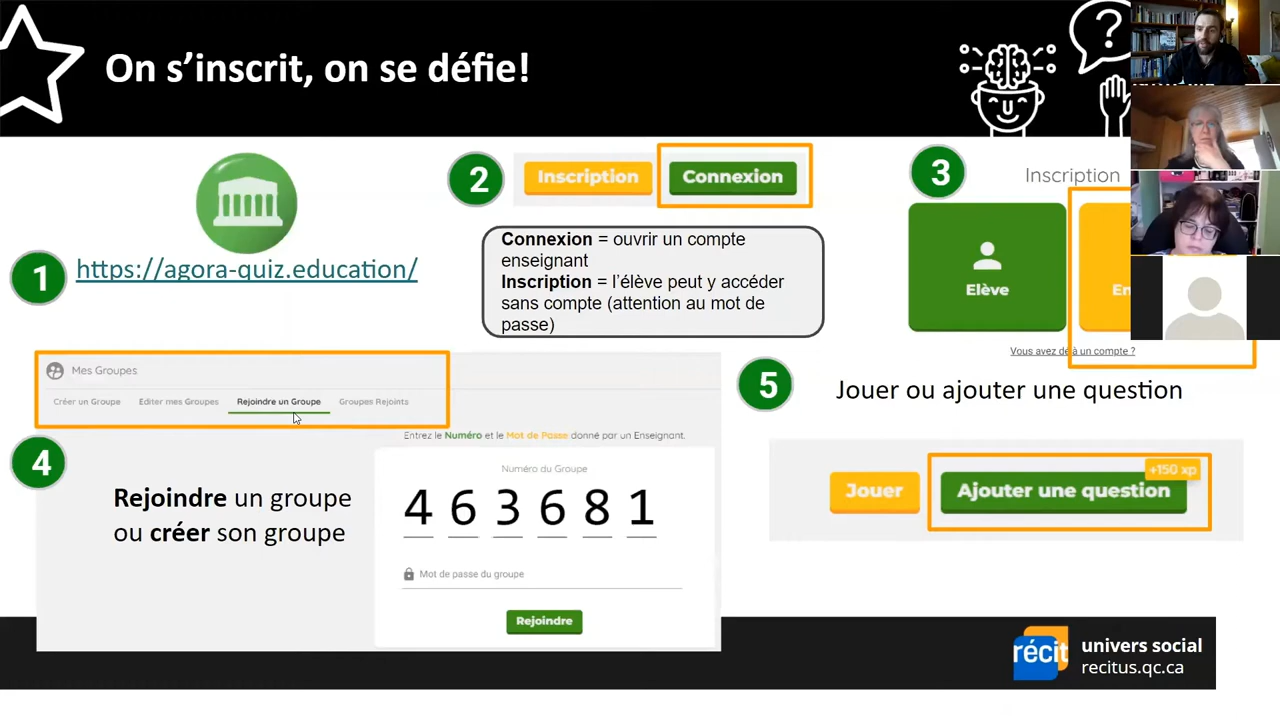 On s'inscrit, on se défie!
1
https://agora-quiz.education/
2
Inscription
Connexion
Connexion = ouvrir un compte
enseignant
Inscription = l'élève peut y accéder
sans compte (attention au mot de
passe)
3
Inscription
Elève
En
Vous avez déjà un compte ?
Mes Groupes
Créer un Groupe
Éditer mes Groupes
Rejoindre un Groupe
Groupes Rejoints
4
Rejoindre un groupe
ou créer son groupe
Entrez le Numéro et le Mot de Passe donné par un Enseignant.
Numéro du Groupe
4 6 3 6 8 1
Mot de passe du groupe
Rejoindre
5
Jouer ou ajouter une question
Jouer
+150 xp
Ajouter une question
récit
univers social
recitus.qc.ca